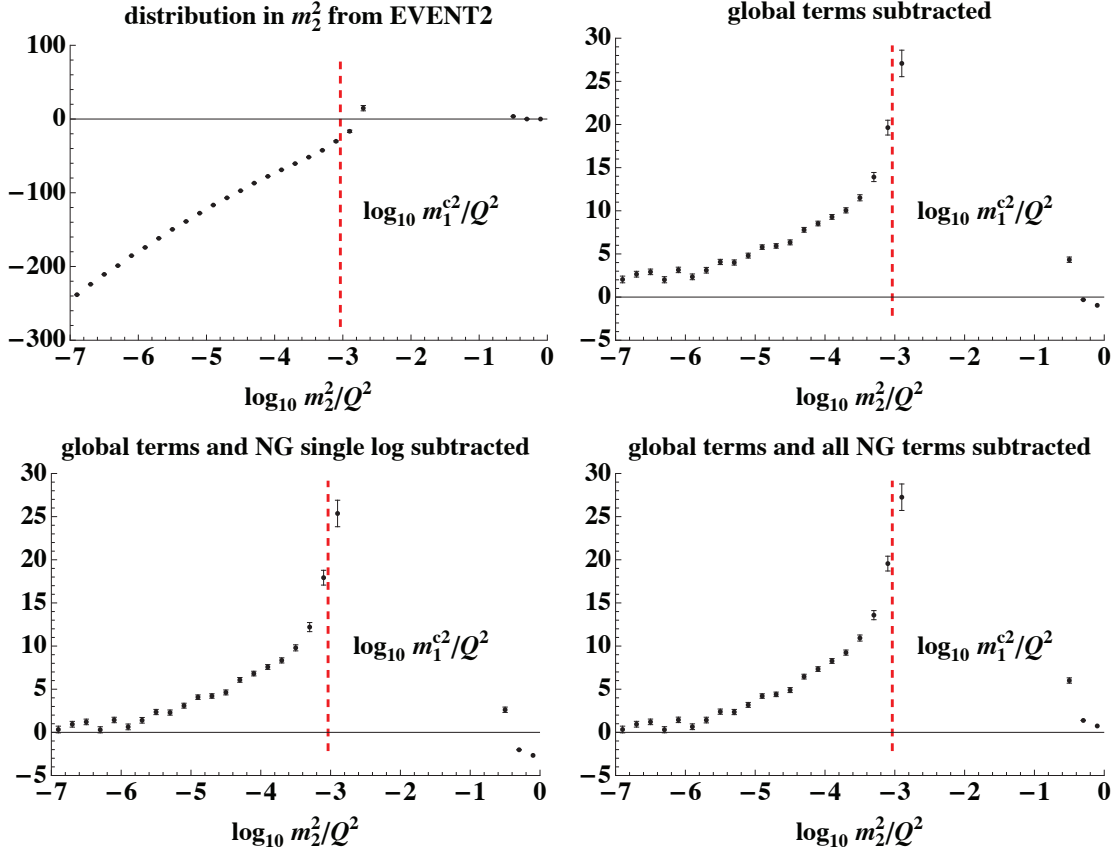 distribution in m₂² from EVENT2
100
0
−100
−200
−300
−7 −6 −5 −4 −3 −2 −1 0
log₁₀ m₁ᶜ²/Q²
log₁₀ m₂²/Q²
global terms subtracted
30
25
20
15
10
5
0
−5
−7 −6 −5 −4 −3 −2 −1 0
log₁₀ m₁ᶜ²/Q²
log₁₀ m₂²/Q²
global terms and NG single log subtracted
30
25
20
15
10
5
0
−5
−7 −6 −5 −4 −3 −2 −1 0
log₁₀ m₁ᶜ²/Q²
log₁₀ m₂²/Q²
global terms and all NG terms subtracted
30
25
20
15
10
5
0
−5
−7 −6 −5 −4 −3 −2 −1 0
log₁₀ m₁ᶜ²/Q²
log₁₀ m₂²/Q²